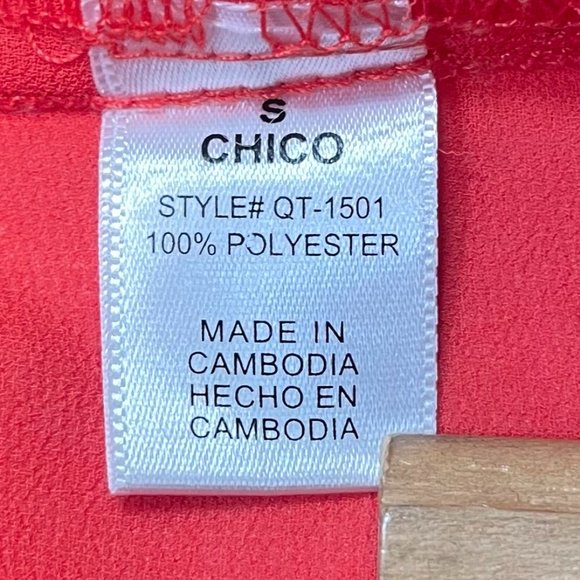 S
CHICO
STYLE# QT-1501
100% POLYESTER
MADE IN
CAMBODIA
HECHO EN
CAMBODIA